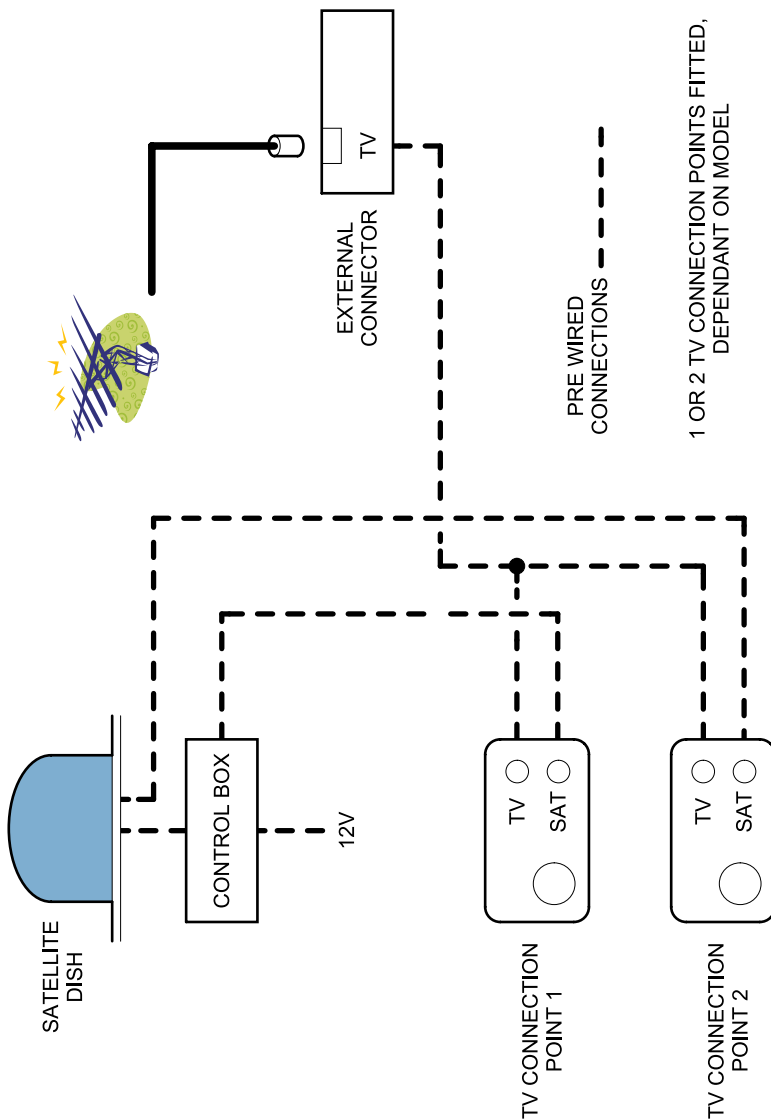 SATELLITE
DISH
CONTROL BOX
12V
TV CONNECTION
POINT 1
TV
SAT
TV CONNECTION
POINT 2
TV
SAT
EXTERNAL
CONNECTOR
TV
PRE WIRED
CONNECTIONS
1 OR 2 TV CONNECTION POINTS FITTED,
DEPENDANT ON MODEL